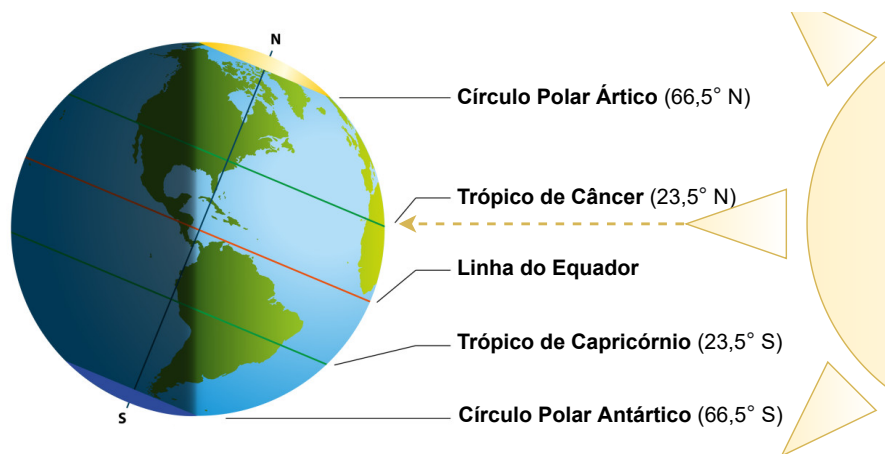 N
Círculo Polar Ártico (66,5° N)
Trópico de Câncer (23,5° N)
Linha do Equador
Trópico de Capricórnio (23,5° S)
Círculo Polar Antártico (66,5° S)
S